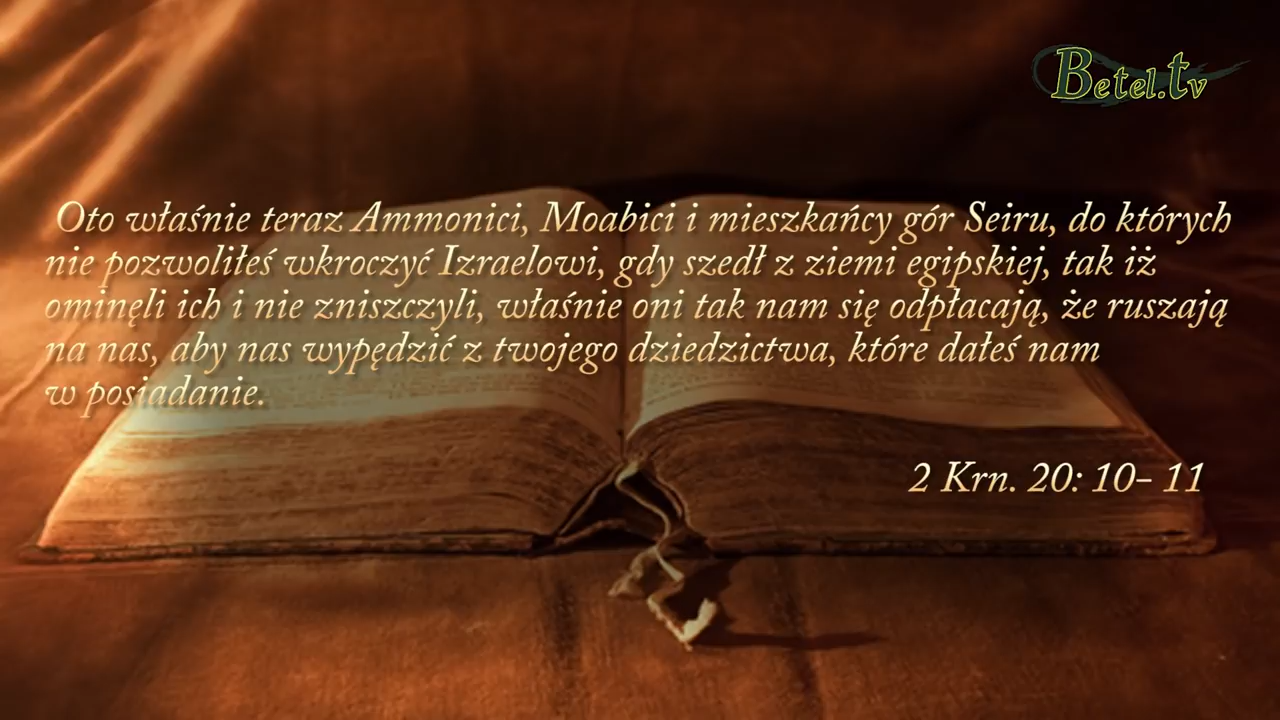 Betel.tv
Oto właśnie teraz Ammonici, Moabici i mieszkańcy gór Seiru, do których
nie pozwoliłeś wkroczyć Izraelowi, gdy szedł z ziemi egipskiej, tak iż
ominęli ich i nie zniszczyli, właśnie oni tak nam się odpłacają, że ruszają
na nas, aby nas wypędzić z twojego dziedzictwa, które dałeś nam
w posiadanie.
2 Krn. 20: 10- 11